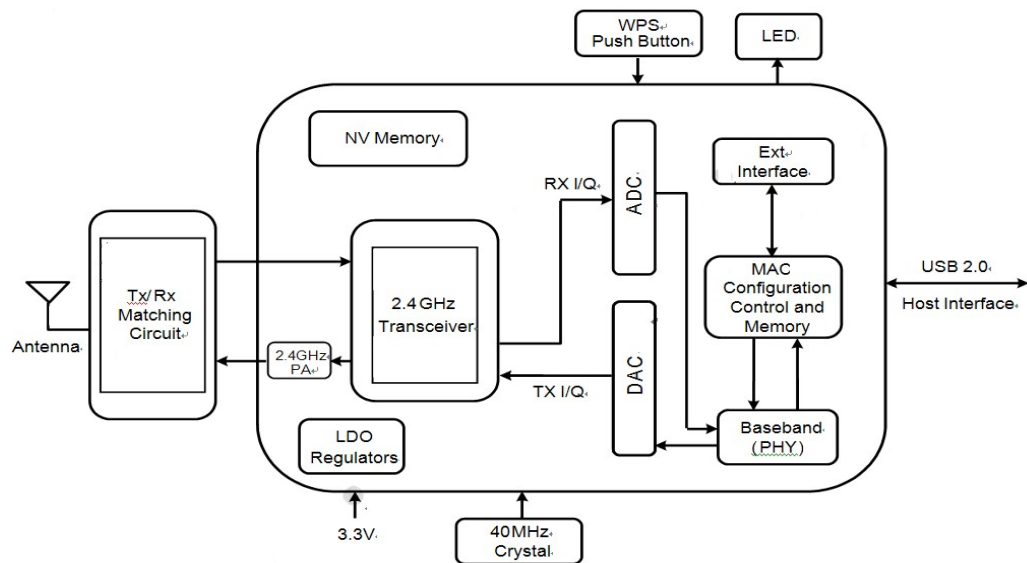 WPS
Push Button
LED
NV Memory
Ext
Interface
RX I/Q
ADC
Tx/Rx
Matching
Circuit
2.4GHz
Transceiver
MAC
Configuration
Control and
Memory
USB 2.0
Host Interface
Antenna
2.4GHz
PA
TX I/Q
DAC
LDO
Regulators
Baseband
(PHY)
3.3V
40MHz
Crystal